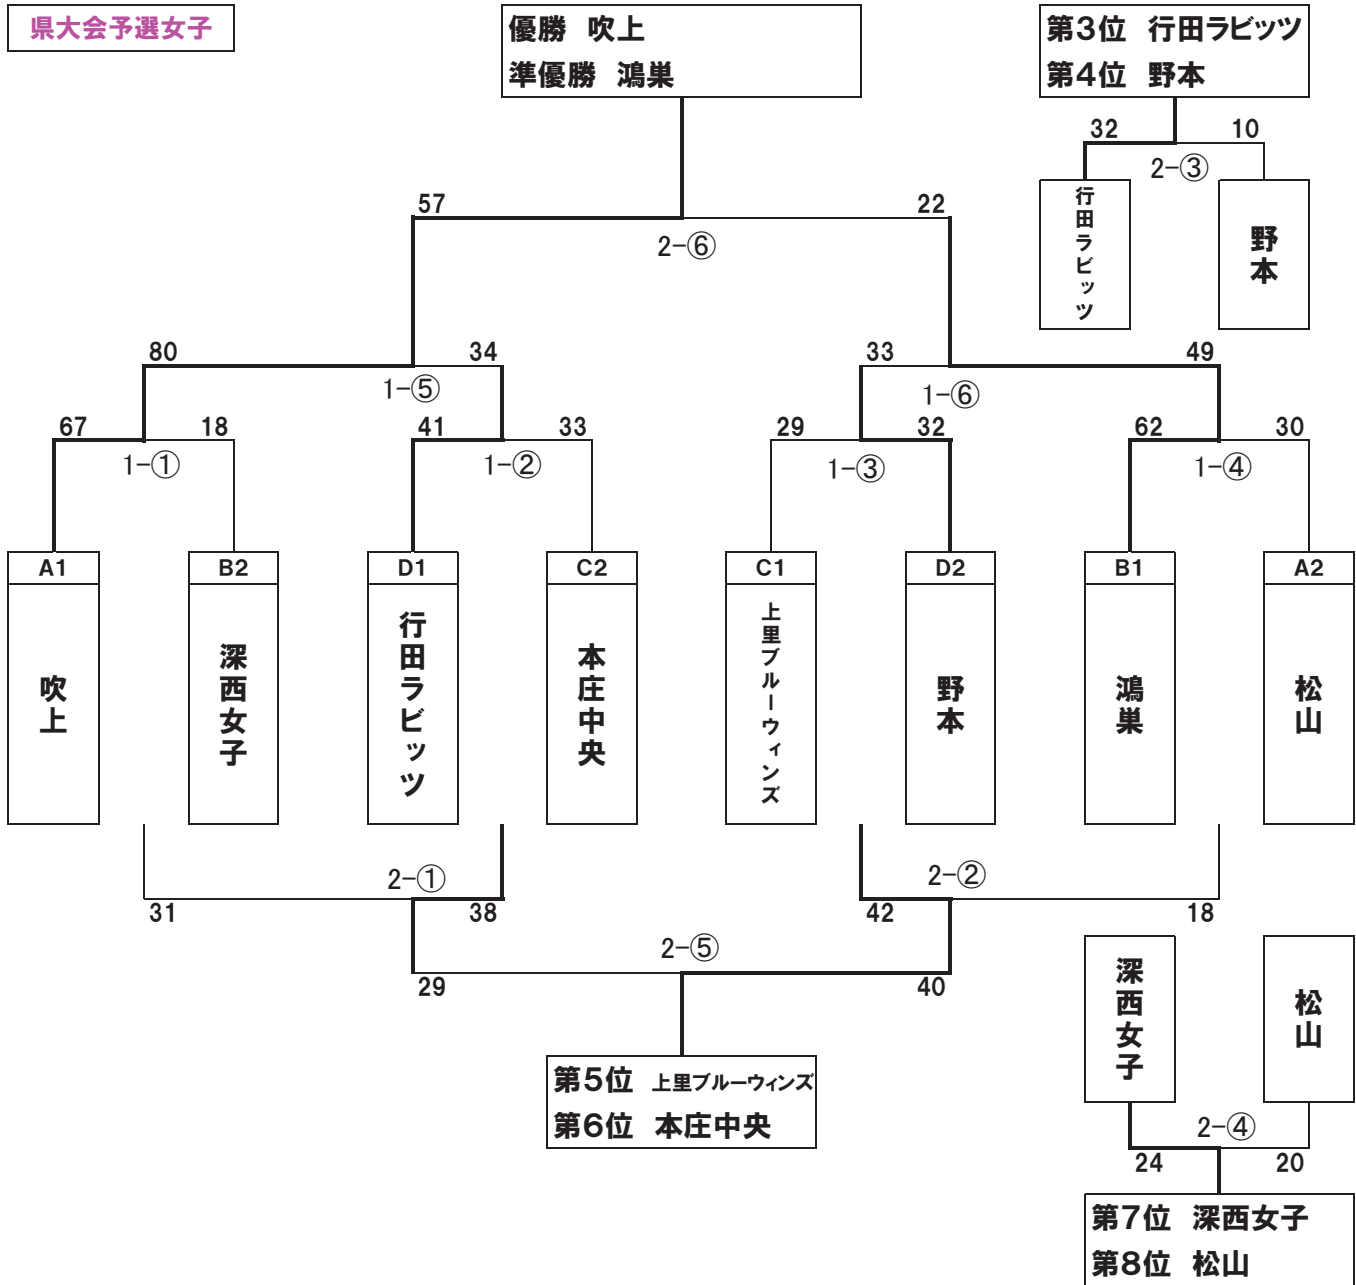 県大会予選女子
優勝 吹上
準優勝 鴻巣
第3位 行田ラビッツ
第4位 野本
32 10
2-③
行田ラビッツ
野本
57 22
2-⑥
80 34 33 49
1-⑤ 1-⑥
67 18 41 33 29 32 62 30
1-① 1-② 1-③ 1-④
A1 B2 D1 C2 C1 D2 B1 A2
吹上
深西女子
行田ラビッツ
本庄中央
上里ブルーウィンズ
野本
鴻巣
松山
2-① 2-②
31 38 42 18
2-⑤
29 40
第5位 上里ブルーウィンズ
第6位 本庄中央
深西女子
松山
2-④
24 20
第7位 深西女子
第8位 松山